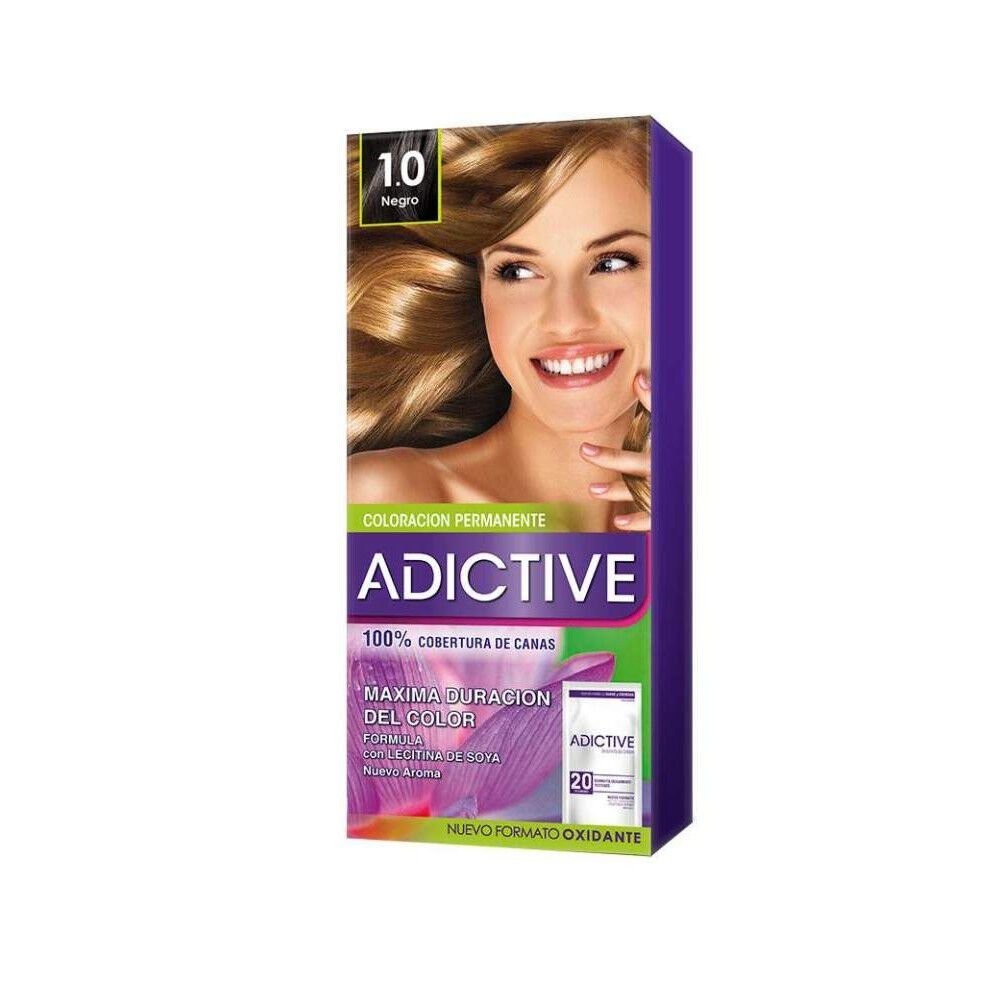 1.0
Negro
COLORACION PERMANENTE
ADICTIVE
100% COBERTURA DE CANAS
MAXIMA DURACION
DEL COLOR
FORMULA
con LECITINA DE SOYA
Nuevo Aroma
ADICTIVE
20
NUEVO FORMATO OXIDANTE